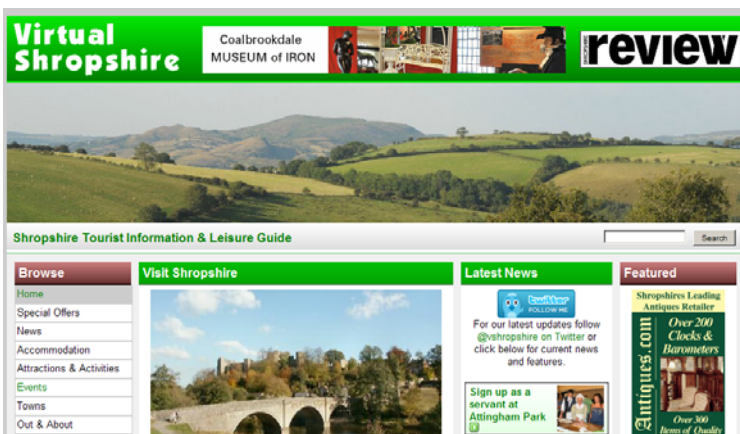 Virtual
Shropshire
Coalbrookdale
MUSEUM of IRON
SHROPSHIRE
review
Shropshire Tourist Information & Leisure Guide
Search
Browse
Home
Special Offers
News
Accommodation
Attractions & Activities
Events
Towns
Out & About
Visit Shropshire
Latest News
twitter
FOLLOW ME
For our latest updates follow
@vshropshire on Twitter or
click below for current news
and features.
Sign up as a
servant at
Attingham Park
Featured
Shropshires Leading
Antiques Retailer
Antiques.com
Over 200
Clocks &
Barometers
Over 300
Items of Quality